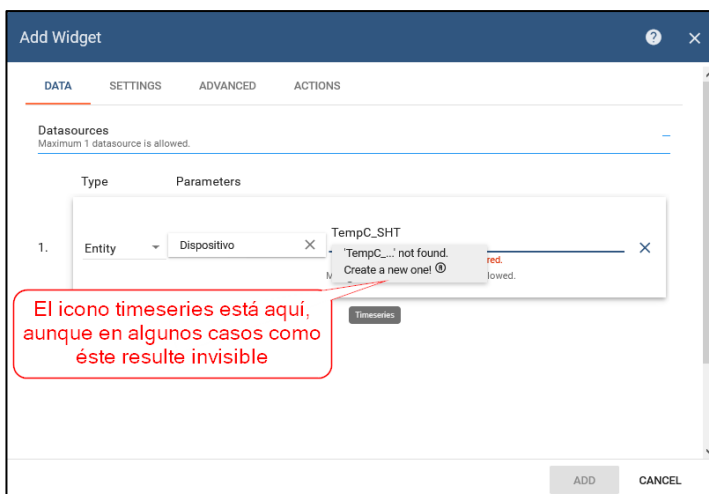 Add Widget
DATA SETTINGS ADVANCED ACTIONS
Datasources
Maximum 1 datasource is allowed.
Type Parameters
TempC_SHT
1. Entity Dispositivo
'TempC_...' not found.
Create a new one!
red.
M lowed.
El icono timeseries está aquí,
aunque en algunos casos como
éste resulte invisible
Timeseries
ADD CANCEL